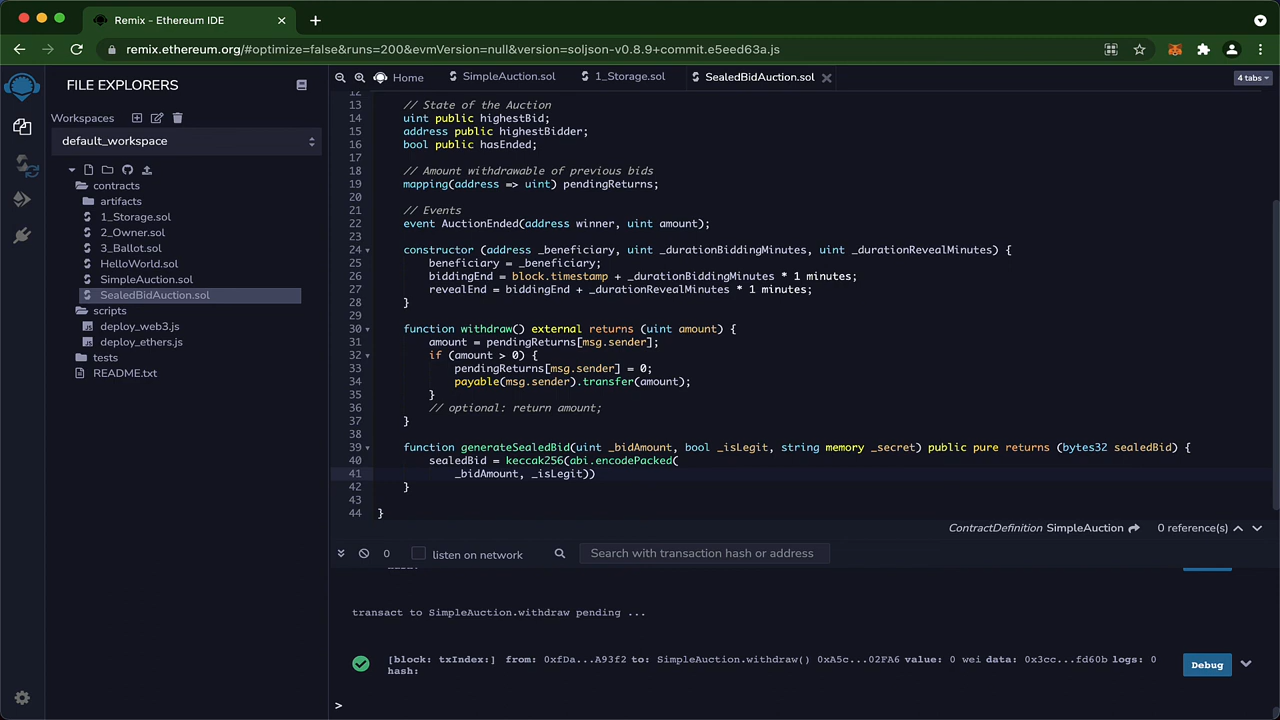 Remix - Ethereum IDE
remix.ethereum.org/#optimize=false&runs=200&evmVersion=null&version=soljson-v0.8.9+commit.e5eed63a.js
FILE EXPLORERS
Workspaces
default_workspace
contracts
artifacts
1_Storage.sol
2_Owner.sol
3_Ballot.sol
HelloWorld.sol
SimpleAuction.sol
SealedBidAuction.sol
scripts
deploy_web3.js
deploy_ethers.js
tests
README.txt
Home SimpleAuction.sol 1_Storage.sol SealedBidAuction.sol 4 tabs
12
13 // State of the Auction
14 uint public highestBid;
15 address public highestBidder;
16 bool public hasEnded;
17
18 // Amount withdrawable of previous bids
19 mapping(address => uint) pendingReturns;
20
21 // Events
22 event AuctionEnded(address winner, uint amount);
23
24 constructor (address _beneficiary, uint _durationBiddingMinutes, uint _durationRevealMinutes) {
25 beneficiary = _beneficiary;
26 biddingEnd = block.timestamp + _durationBiddingMinutes * 1 minutes;
27 revealEnd = biddingEnd + _durationRevealMinutes * 1 minutes;
28 }
29
30 function withdraw() external returns (uint amount) {
31 amount = pendingReturns[msg.sender];
32 if (amount > 0) {
33 pendingReturns[msg.sender] = 0;
34 payable(msg.sender).transfer(amount);
35 }
36 // optional: return amount;
37 }
38
39 function generateSealedBid(uint _bidAmount, bool _isLegit, string memory _secret) public pure returns (bytes32 sealedBid) {
40 sealedBid = keccak256(abi.encodePacked(
41 _bidAmount, _isLegit))
42 }
43
44 }
ContractDefinition SimpleAuction 0 reference(s)
0 listen on network Search with transaction hash or address
transact to SimpleAuction.withdraw pending ...
[block: txIndex:] from: 0xfDa...A93f2 to: SimpleAuction.withdraw() 0xA5c...02FA6 value: 0 wei data: 0x3cc...fd60b logs: 0
hash:
Debug
>